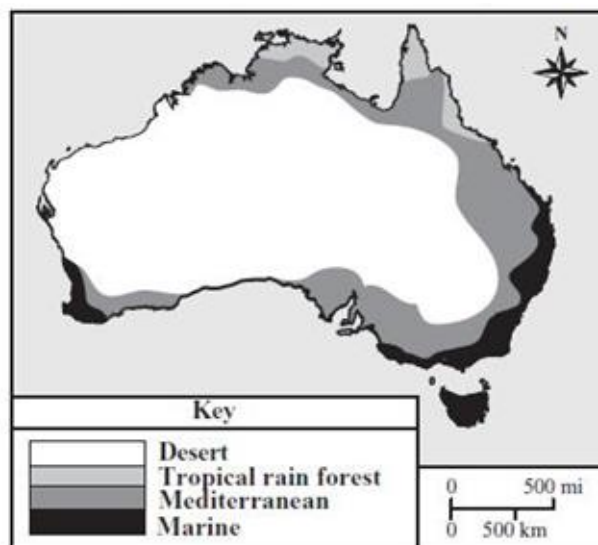 N
Key
Desert
Tropical rain forest
Mediterranean
Marine
0 500 mi
0 500 km